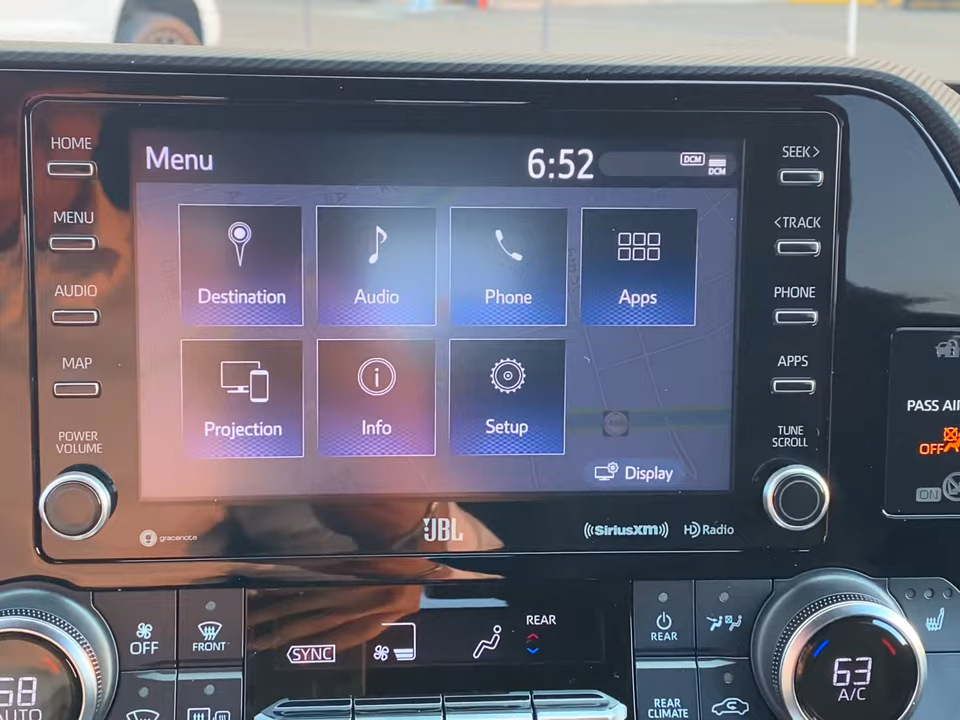 HOME
MENU
AUDIO
MAP
POWER
VOLUME
Menu
6:52
DCM
DCM
Destination
Audio
Phone
Apps
Projection
Info
Setup
Display
SEEK>
<TRACK
PHONE
APPS
TUNE
SCROLL
gracenote
JBL
((SiriusXM))
HD Radio
PASS AI
OFF
ON
OFF
FRONT
SYNC
REAR
REAR
REAR
CLIMATE
68
AUTO
63
A/C